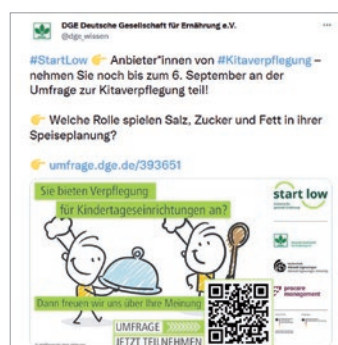 DGE Deutsche Gesellschaft für Ernährung e.V.
@dge_wissen
#StartLow 👉 Anbieter*innen von #Kitaverpflegung –
nehmen Sie noch bis zum 6. September an der
Umfrage zur Kitaverpflegung teil!
👉 Welche Rolle spielen Salz, Zucker und Fett in ihrer
Speiseplanung?
👉 umfrage.dge.de/393651
Sie bieten Verpflegung
für Kindertageseinrichtungen an?
start low
procare
management
Dann freuen wir uns über Ihre Meinung
UMFRAGE
JETZT TEILNEHMEN